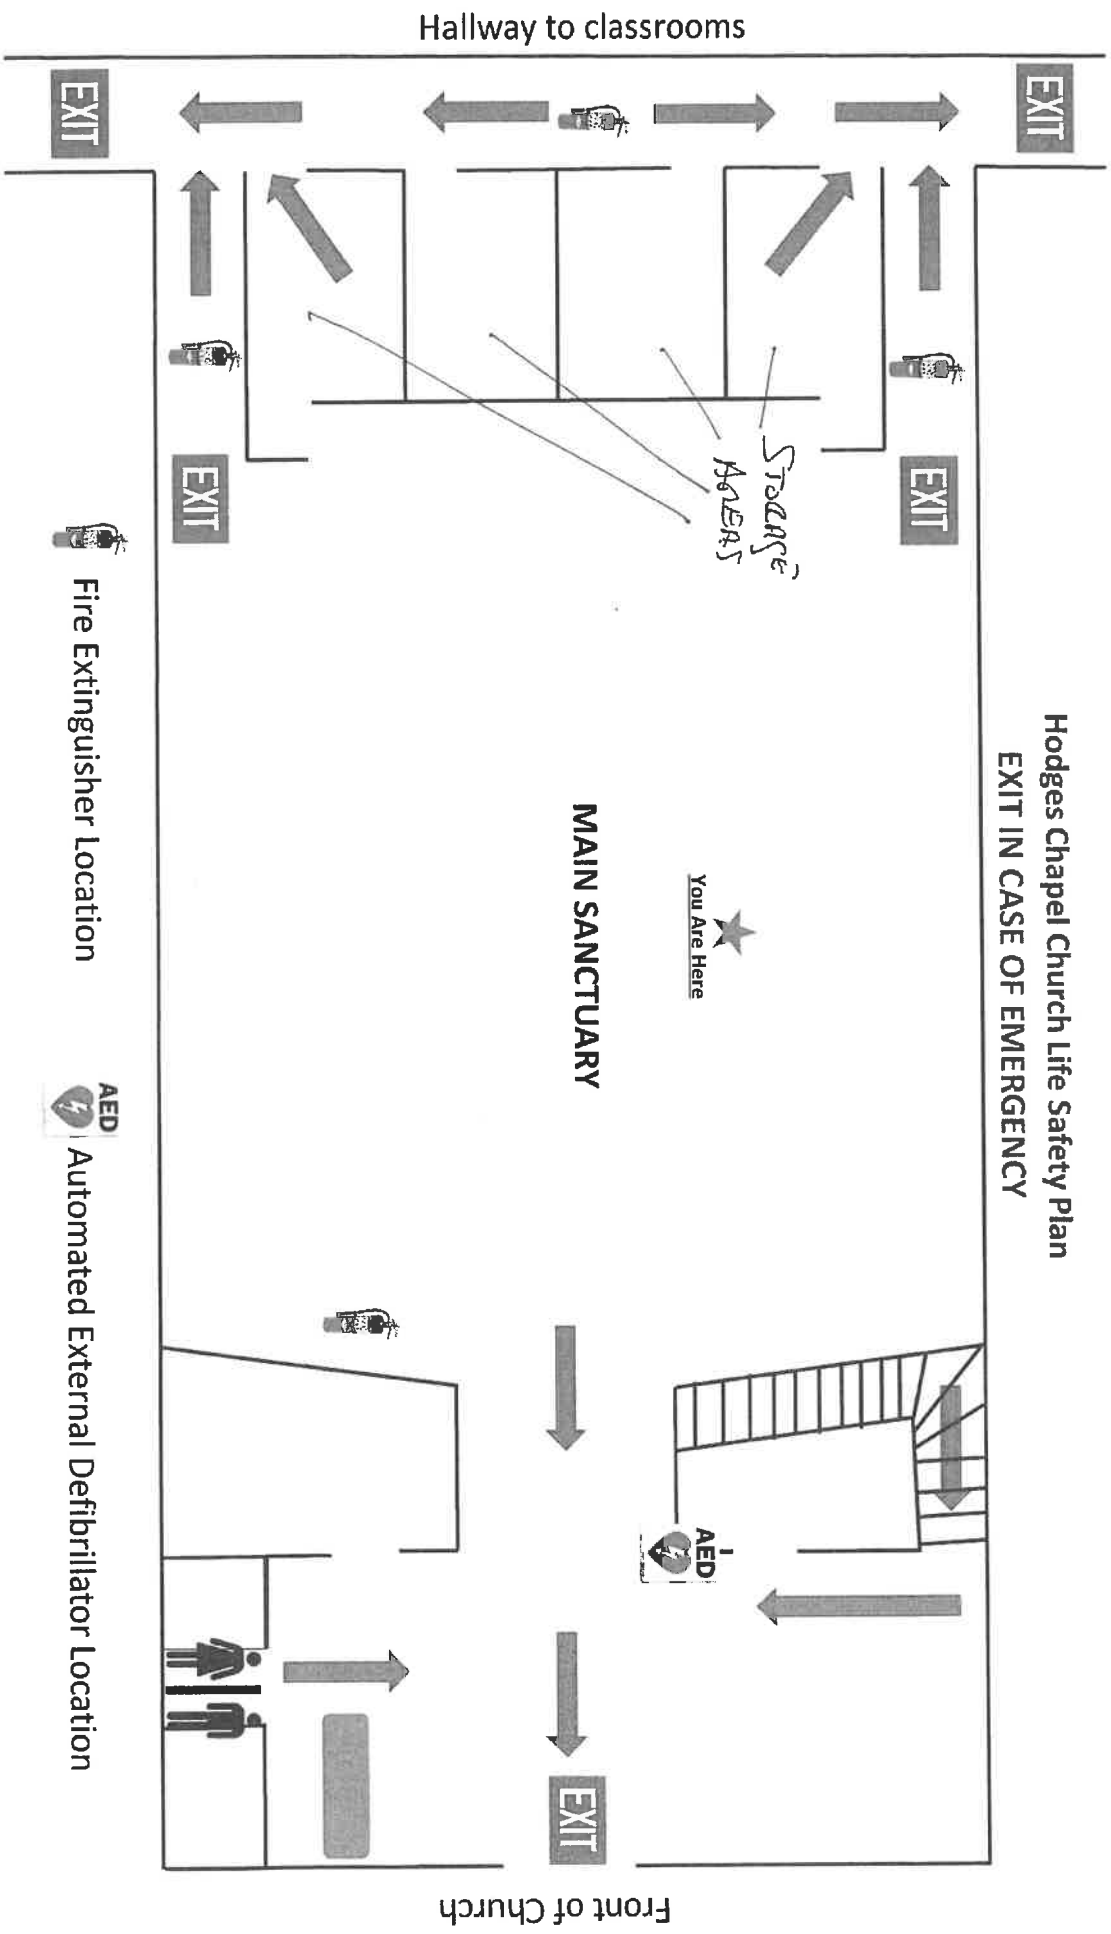 Hodges Chapel Church Life Safety Plan
EXIT IN CASE OF EMERGENCY
Hallway to classrooms
EXIT
EXIT
EXIT
EXIT
STORAGE
AREAS
You Are Here
MAIN SANCTUARY
AED
EXIT
Front of Church
Fire Extinguisher Location
AED
Automated External Defibrillator Location